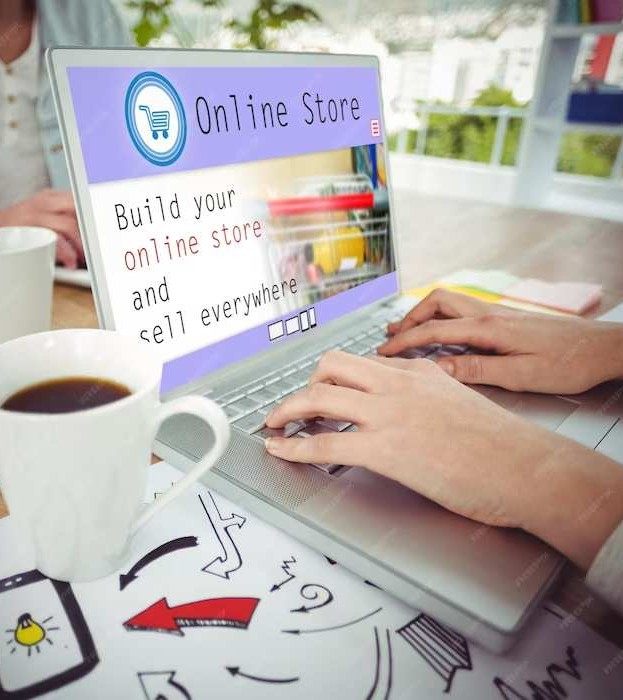 Online Store
Build your
online store
and
sell everywhere